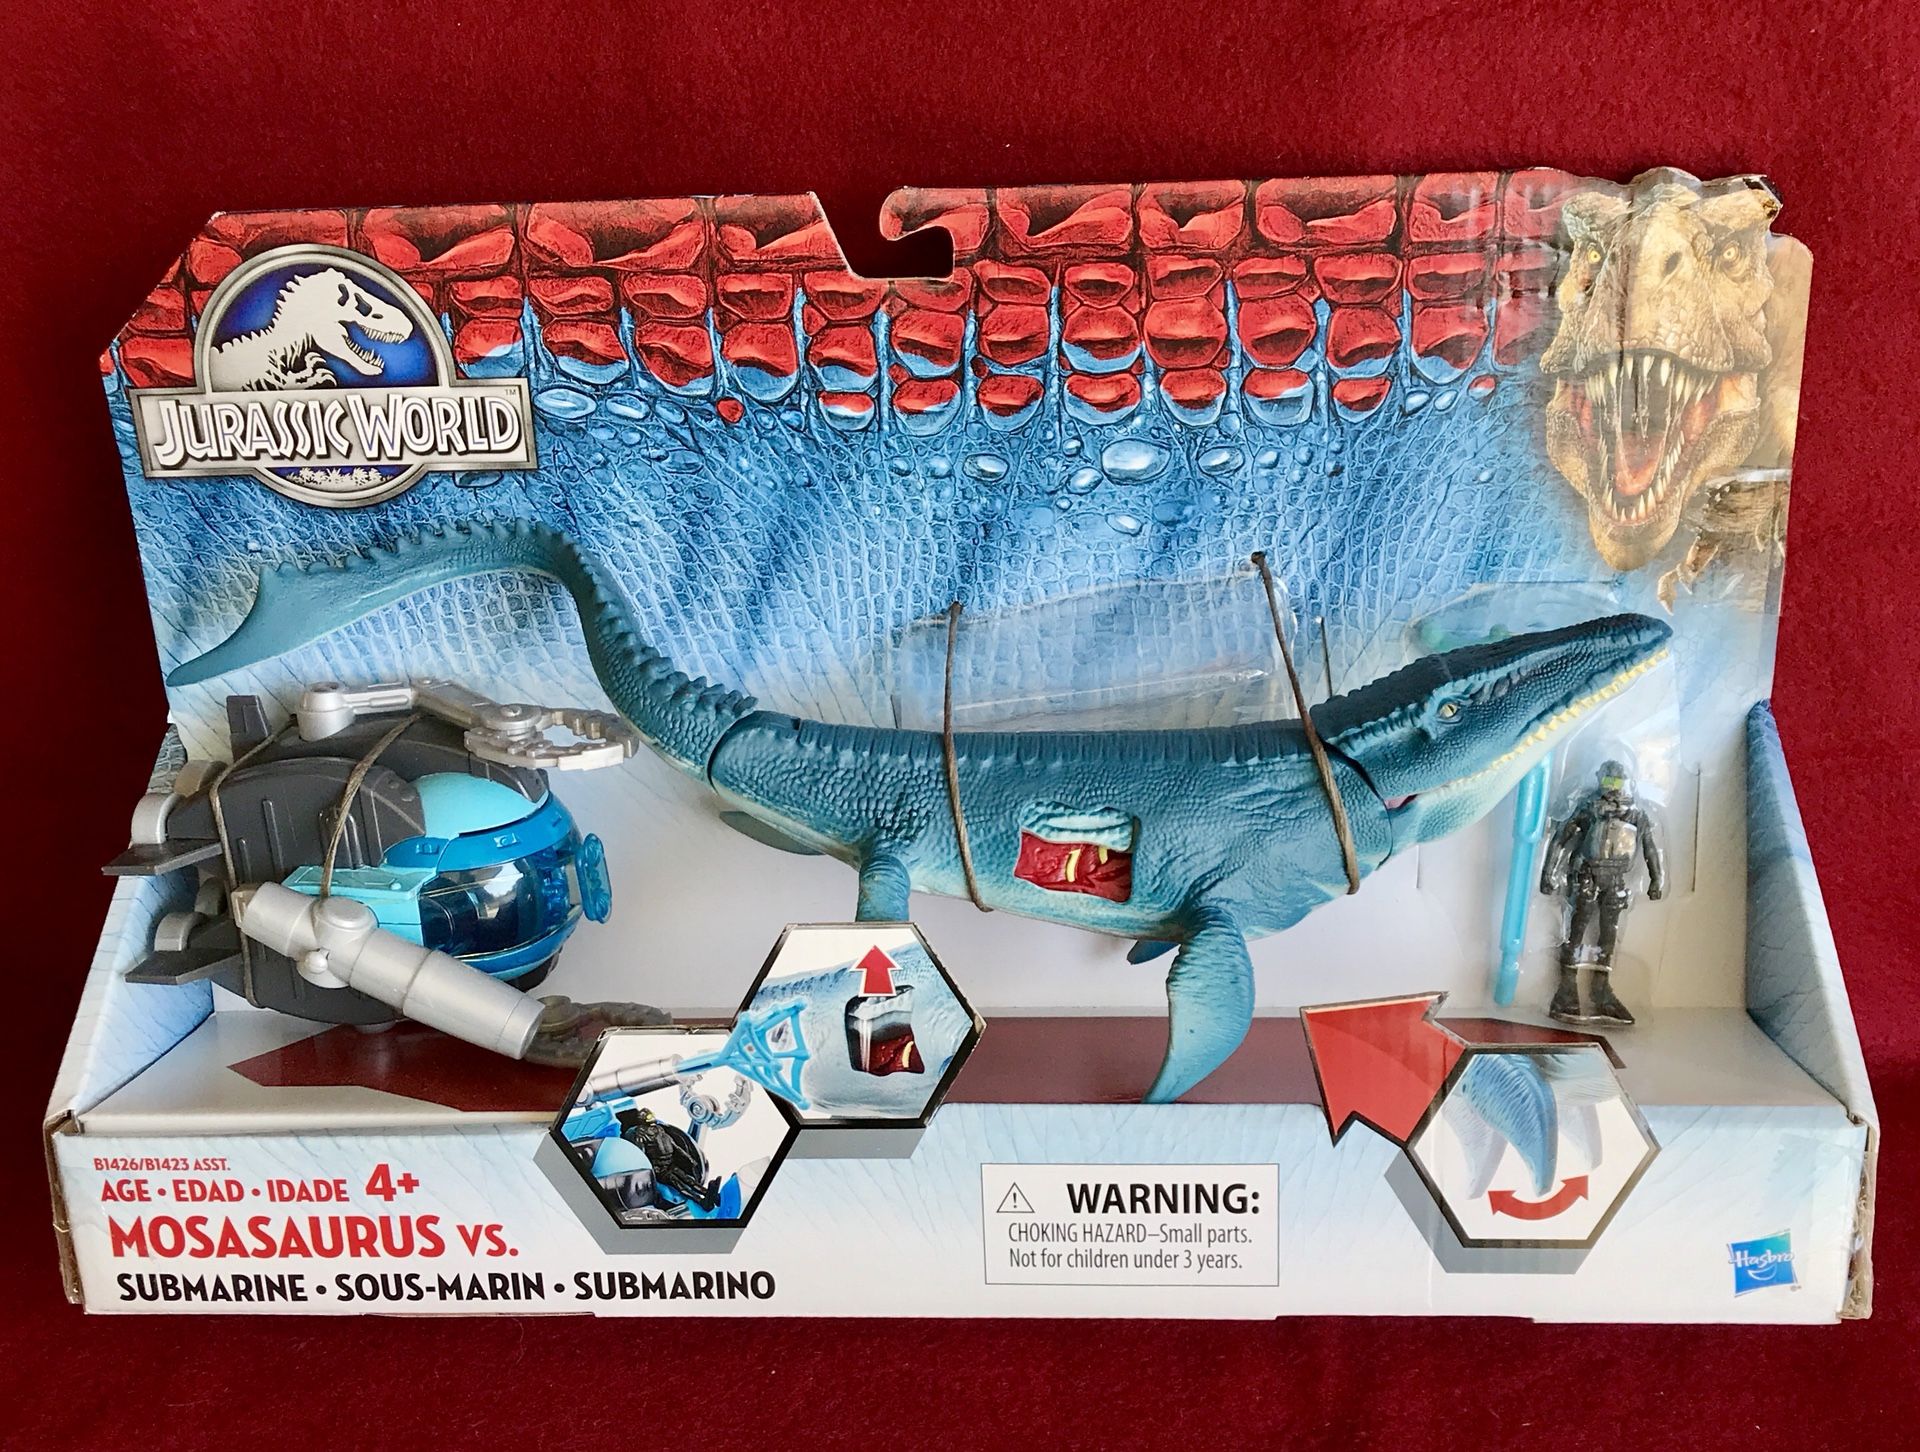 JURASSIC WORLD™
B1426/B1423 ASST.
AGE • EDAD • IDADE 4+
MOSASAURUS VS.
SUBMARINE • SOUS-MARIN • SUBMARINO
⚠ WARNING:
CHOKING HAZARD–Small parts.
Not for children under 3 years.
Hasbro